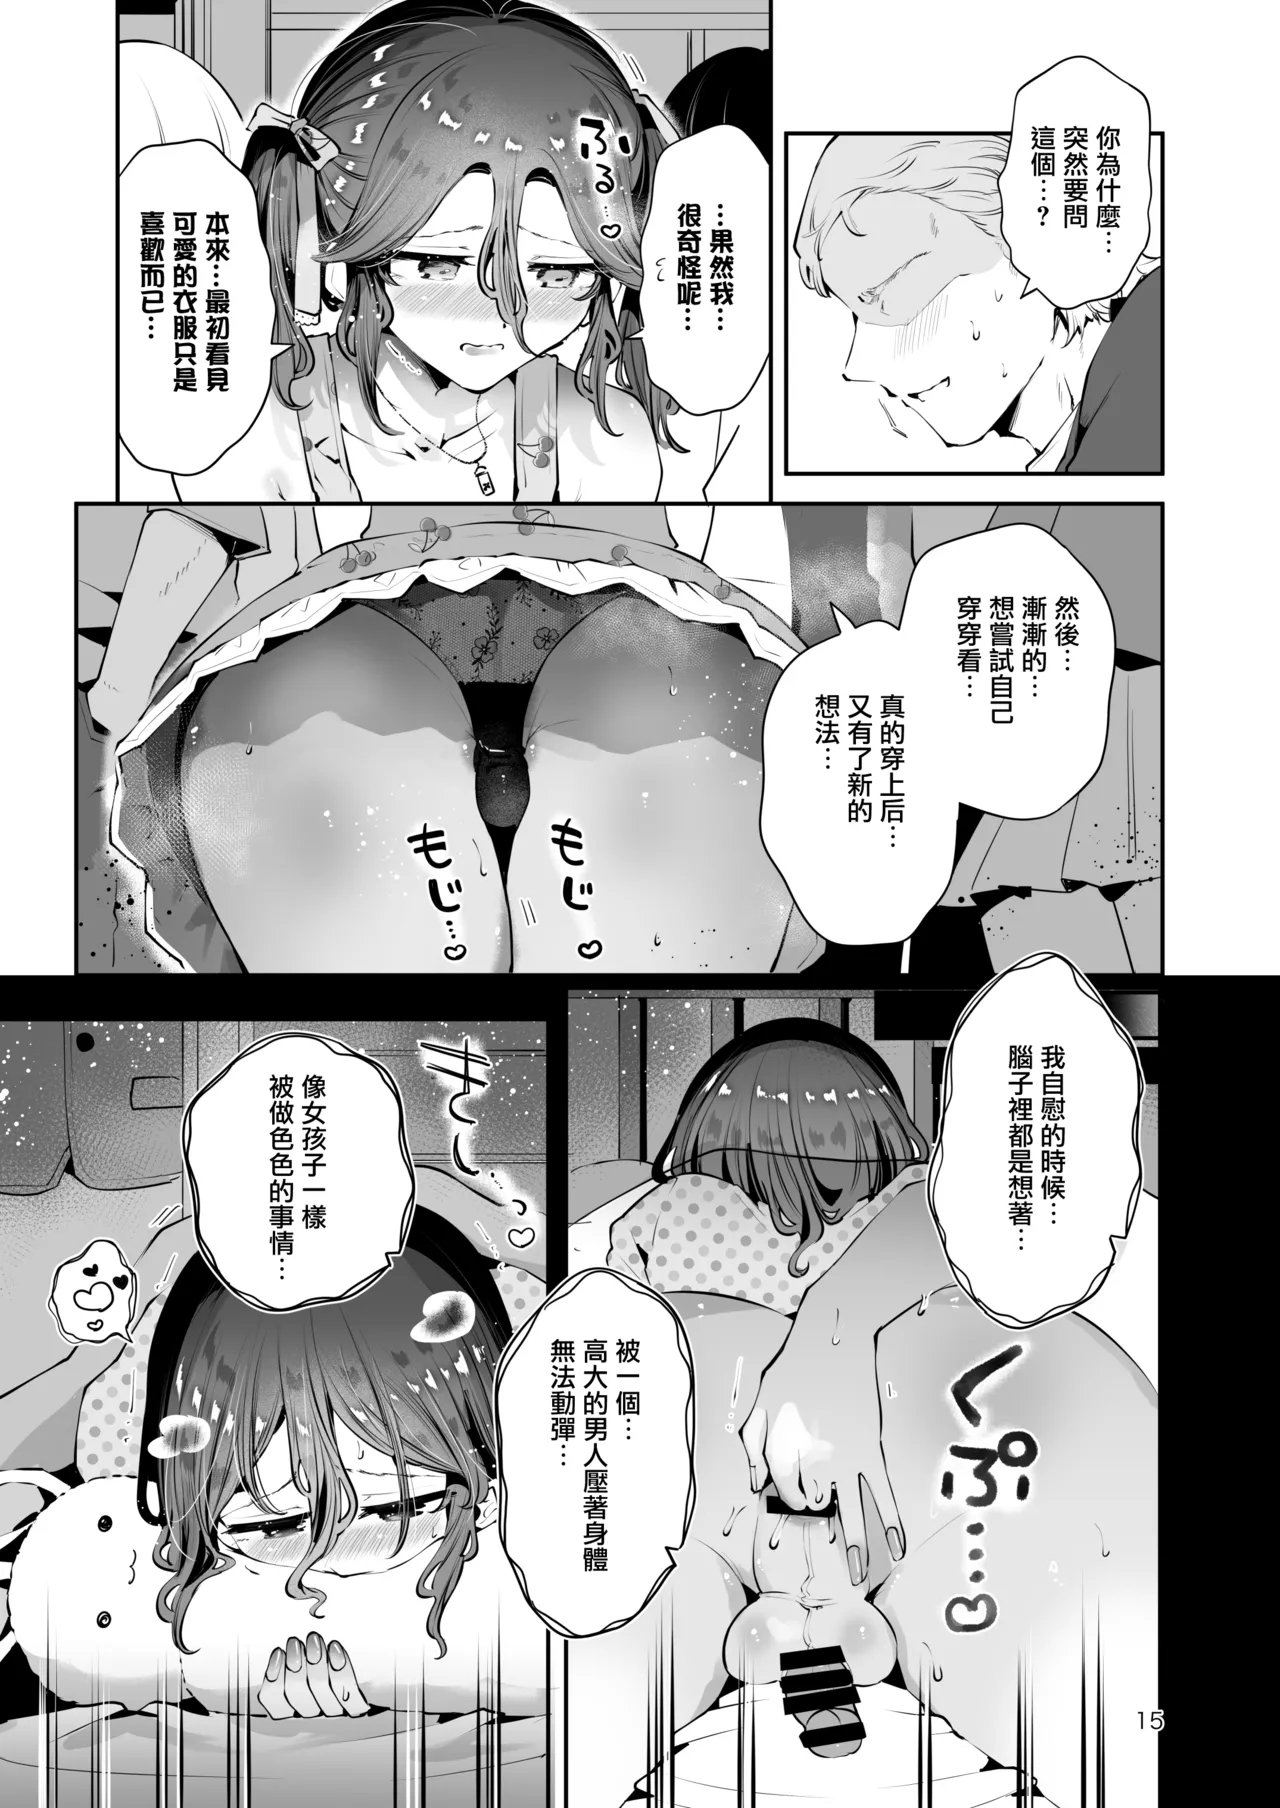 你為什麼…
突然要問
這個…?
…果然我…
很奇怪呢…
ふる…♡
本來…最初看見
可愛的衣服只是
喜歡而已…
然後…
漸漸的…
想嘗試自己
穿穿看…
真的穿上后…
又有了新的
想法…
もじ
♡
もじ…
♡
我自慰的時候…
腦子裡都是想著…
くぷ…♡
被一個…
高大的男人壓著身體
無法動彈…
像女孩子一樣
被做色色的事情…
15